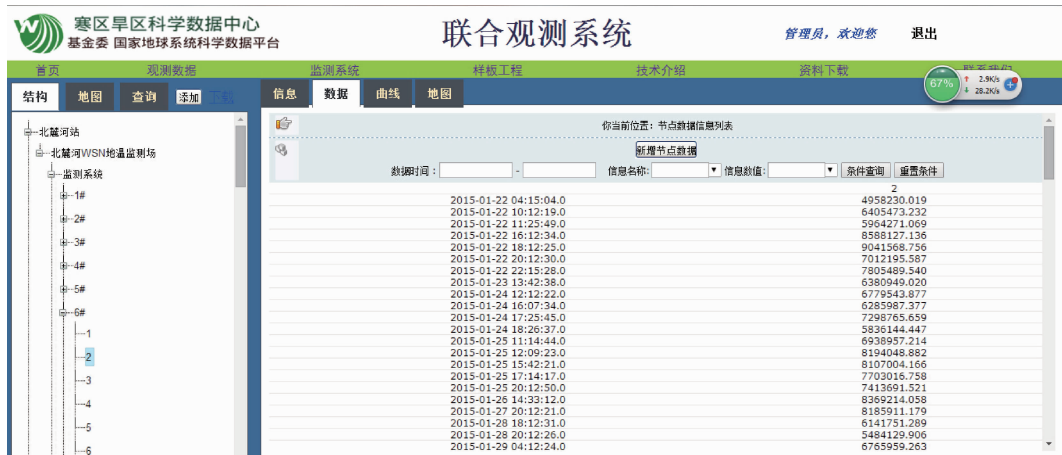 寒区旱区科学数据中心
基金委 国家地球系统科学数据平台
联合观测系统
管理员，欢迎您 退出
首页 观测数据 监测系统 样板工程 技术介绍 资料下载 联系我们
67% 2.9K/s
28.2K/s
结构 地图 查询 添加 下载
信息 数据 曲线 地图
你当前位置：节点数据信息列表
新增节点数据
数据时间： - 信息名称： 信息数值： 条件查询 重置条件
北麓河站
北麓河WSN地温监测场
监测系统
1#
2#
3#
4#
5#
6#
1
2
3
4
5
6
2
2015-01-22 04:15:04.0 4958230.019
2015-01-22 10:12:19.0 6405473.232
2015-01-22 11:25:49.0 5964271.069
2015-01-22 16:12:34.0 8588127.136
2015-01-22 18:12:25.0 9041568.756
2015-01-22 20:12:30.0 7012195.587
2015-01-22 22:15:28.0 7805489.540
2015-01-23 13:42:38.0 6380949.020
2015-01-24 12:12:22.0 6779543.877
2015-01-24 16:07:34.0 6285987.377
2015-01-24 17:25:45.0 7298765.659
2015-01-24 18:26:37.0 5836144.447
2015-01-25 11:14:44.0 6938957.214
2015-01-25 12:09:23.0 8194048.882
2015-01-25 15:42:21.0 8107004.166
2015-01-25 17:14:17.0 7703016.758
2015-01-25 20:12:50.0 7413691.521
2015-01-26 14:33:12.0 8369214.058
2015-01-27 20:12:21.0 8185911.179
2015-01-28 18:12:31.0 6141751.289
2015-01-28 20:12:26.0 5484129.906
2015-01-29 04:12:24.0 6765959.263